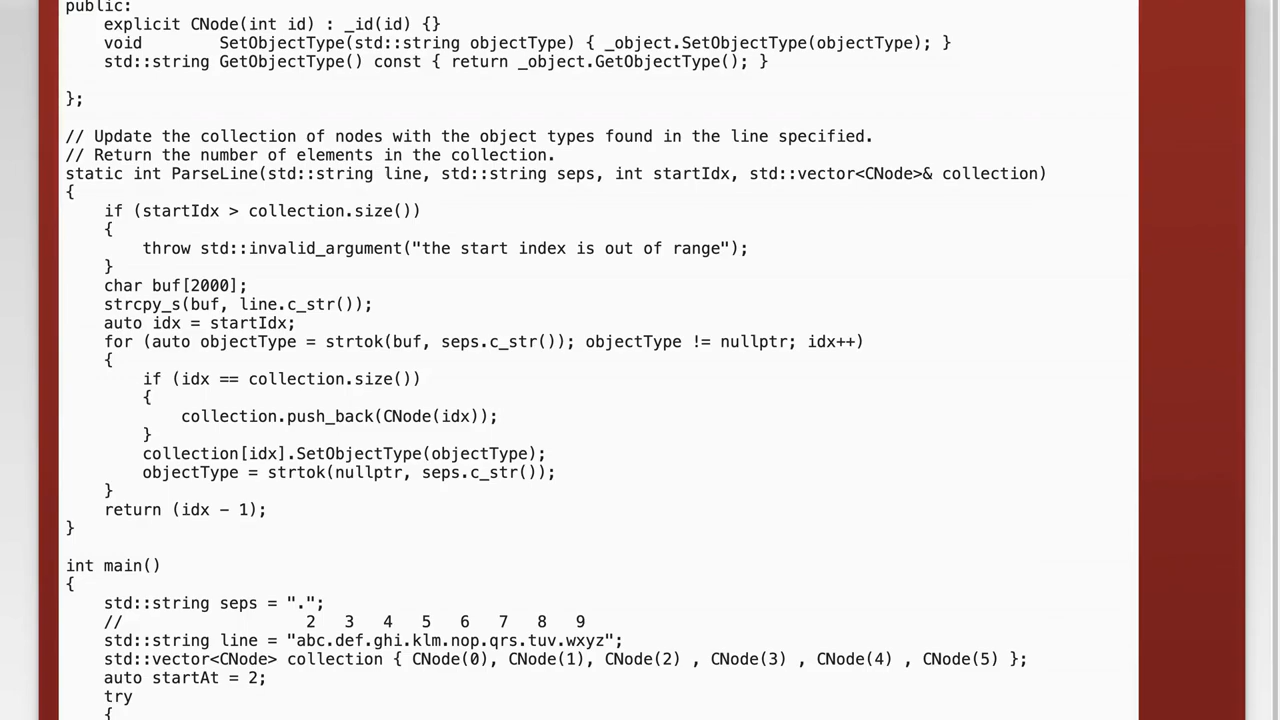 public:
    explicit CNode(int id) : _id(id) {}
    void        SetObjectType(std::string objectType) { _object.SetObjectType(objectType); }
    std::string GetObjectType() const { return _object.GetObjectType(); }
};
// Update the collection of nodes with the object types found in the line specified.
// Return the number of elements in the collection.
static int ParseLine(std::string line, std::string seps, int startIdx, std::vector<CNode>& collection)
{
    if (startIdx > collection.size())
    {
        throw std::invalid_argument("the start index is out of range");
    }
    char buf[2000];
    strcpy_s(buf, line.c_str());
    auto idx = startIdx;
    for (auto objectType = strtok(buf, seps.c_str()); objectType != nullptr; idx++)
    {
        if (idx == collection.size())
        {
            collection.push_back(CNode(idx));
        }
        collection[idx].SetObjectType(objectType);
        objectType = strtok(nullptr, seps.c_str());
    }
    return (idx – 1);
}
int main()
{
    std::string seps = ".";
    //                   2   3   4   5   6   7   8   9
    std::string line = "abc.def.ghi.klm.nop.qrs.tuv.wxyz";
    std::vector<CNode> collection { CNode(0), CNode(1), CNode(2) , CNode(3) , CNode(4) , CNode(5) };
    auto startAt = 2;
    try
    {